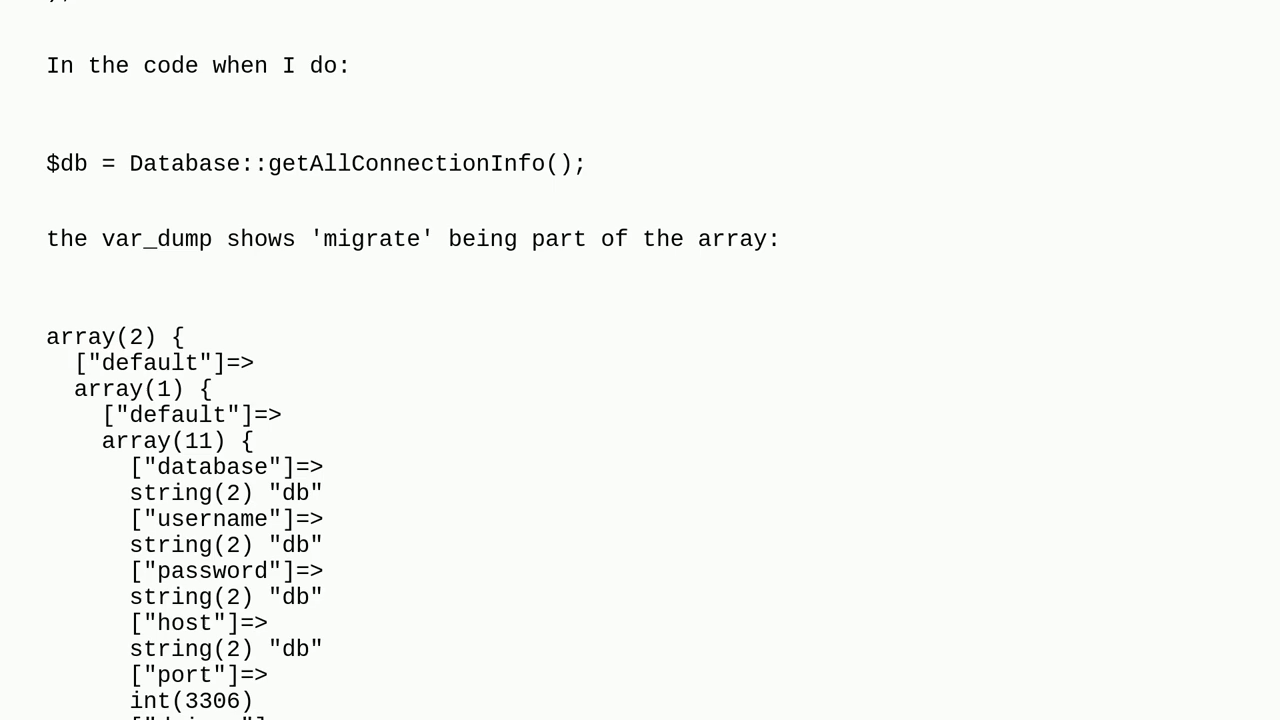 In the code when I do:
$db = Database::getAllConnectionInfo();
the var_dump shows 'migrate' being part of the array:
array(2) {
  ["default"]=>
  array(1) {
    ["default"]=>
    array(11) {
      ["database"]=>
      string(2) "db"
      ["username"]=>
      string(2) "db"
      ["password"]=>
      string(2) "db"
      ["host"]=>
      string(2) "db"
      ["port"]=>
      int(3306)